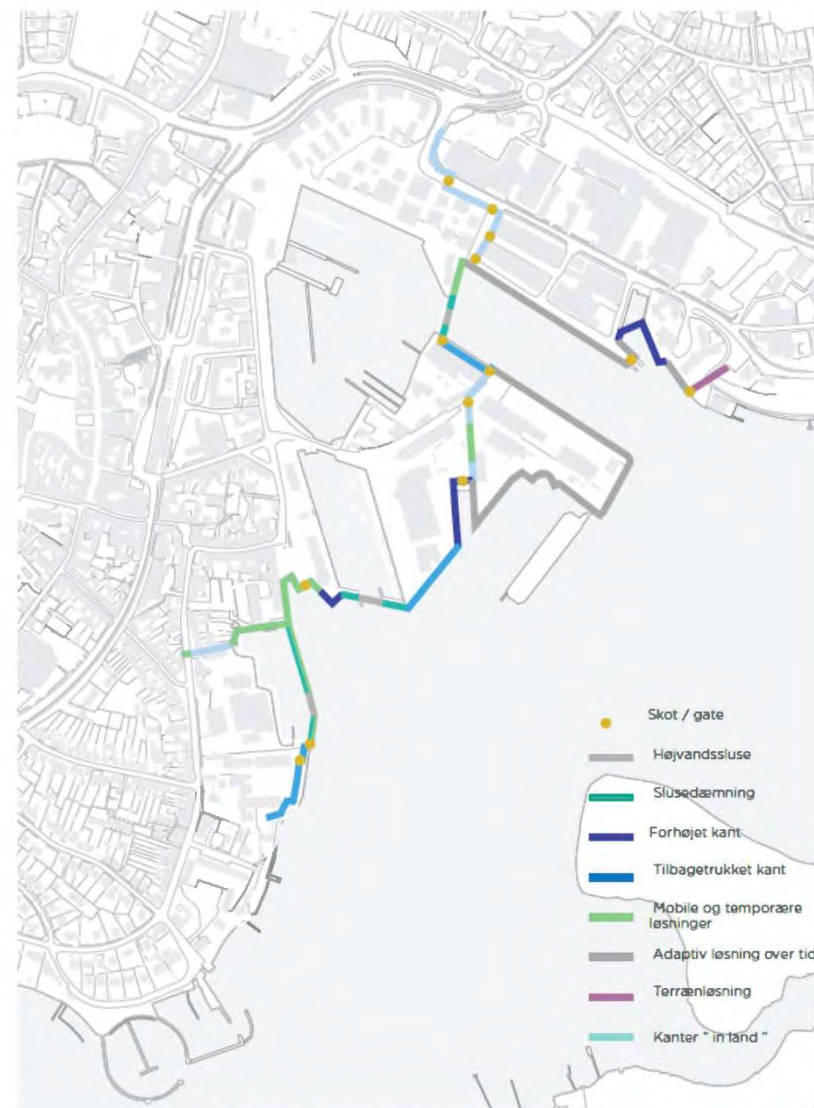 Skot / gate
Højvandssluse
Slusedæmning
Forhøjet kant
Tilbagetrukket kant
Mobile og temporære
løsninger
Adaptiv løsning over tid
Terrænløsning
Kanter " in land "